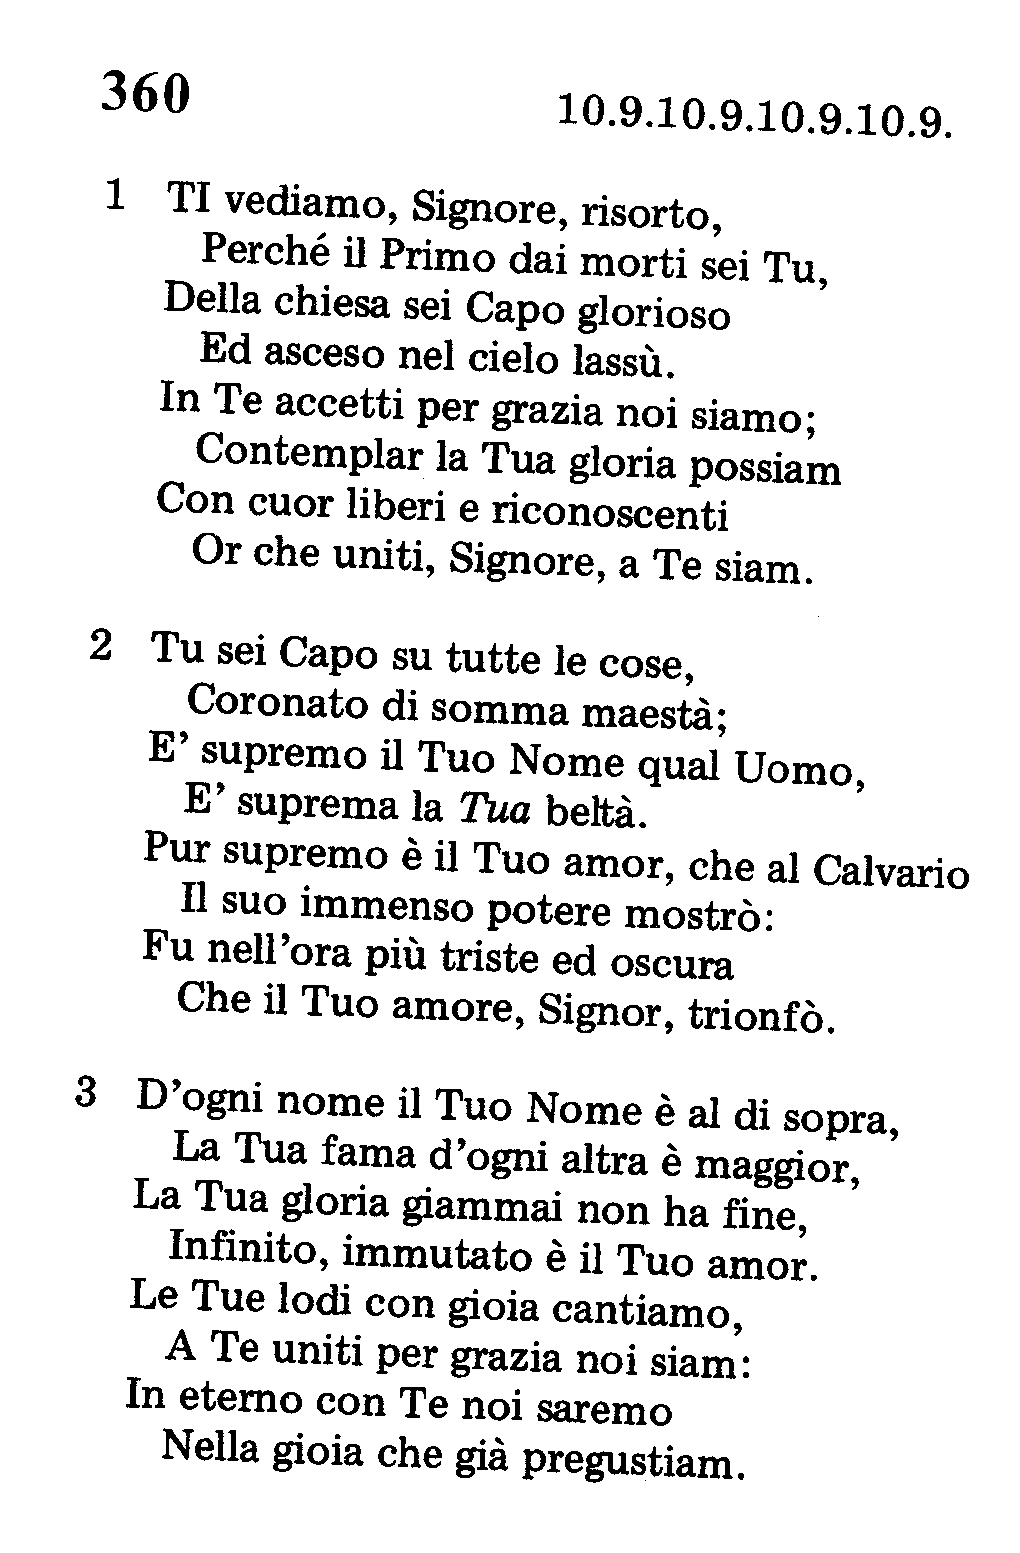 360
10.9.10.9.10.9.10.9.
1 TI vediamo, Signore, risorto,
Perché il Primo dai morti sei Tu,
Della chiesa sei Capo glorioso
Ed asceso nel cielo lassù.
In Te accetti per grazia noi siamo;
Contemplar la Tua gloria possiam
Con cuor liberi e riconoscenti
Or che uniti, Signore, a Te siam.
2 Tu sei Capo su tutte le cose,
Coronato di somma maestà;
E' supremo il Tuo Nome qual Uomo,
E' suprema la Tua beltà.
Pur supremo è il Tuo amor, che al Calvario
Il suo immenso potere mostrò:
Fu nell'ora più triste ed oscura
Che il Tuo amore, Signor, trionfò.
3 D'ogni nome il Tuo Nome è al di sopra,
La Tua fama d'ogni altra è maggior,
La Tua gloria giammai non ha fine,
Infinito, immutato è il Tuo amor.
Le Tue lodi con gioia cantiamo,
A Te uniti per grazia noi siam:
In eterno con Te noi saremo
Nella gioia che già pregustiam.